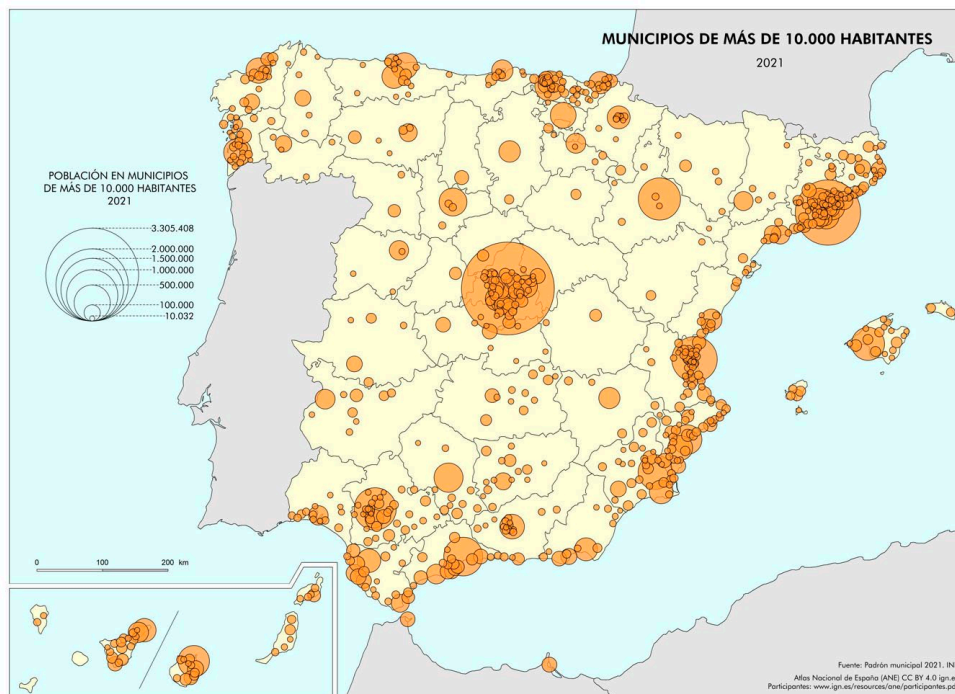 MUNICIPIOS DE MÁS DE 10.000 HABITANTES
2021
POBLACIÓN EN MUNICIPIOS
DE MÁS DE 10.000 HABITANTES
2021
3.305.408
2.000.000
1.500.000
1.000.000
500.000
100.000
10.032
0 100 200 km
Fuente: Padrón municipal 2021. IN
Atlas Nacional de España (ANE) CC BY 4.0 ign.e
Participantes: www.ign.es/resources/ane/participantes.pd